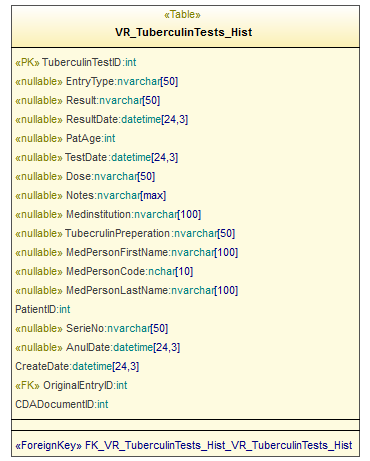 «Table»
VR_TuberculinTests_Hist
«PK» TuberculinTestID:int
«nullable» EntryType:nvarchar[50]
«nullable» Result:nvarchar[50]
«nullable» ResultDate:datetime[24,3]
«nullable» PatAge:int
«nullable» TestDate:datetime[24,3]
«nullable» Dose:nvarchar[50]
«nullable» Notes:nvarchar[max]
«nullable» Medinstitution:nvarchar[100]
«nullable» TubecrulinPreperation:nvarchar[50]
«nullable» MedPersonFirstName:nvarchar[100]
«nullable» MedPersonCode:nchar[10]
«nullable» MedPersonLastName:nvarchar[100]
PatientID:int
«nullable» SerieNo:nvarchar[50]
«nullable» AnulDate:datetime[24,3]
CreateDate:datetime[24,3]
«FK» OriginalEntryID:int
CDADocumentID:int
«ForeignKey» FK_VR_TuberculinTests_Hist_VR_TuberculinTests_Hist